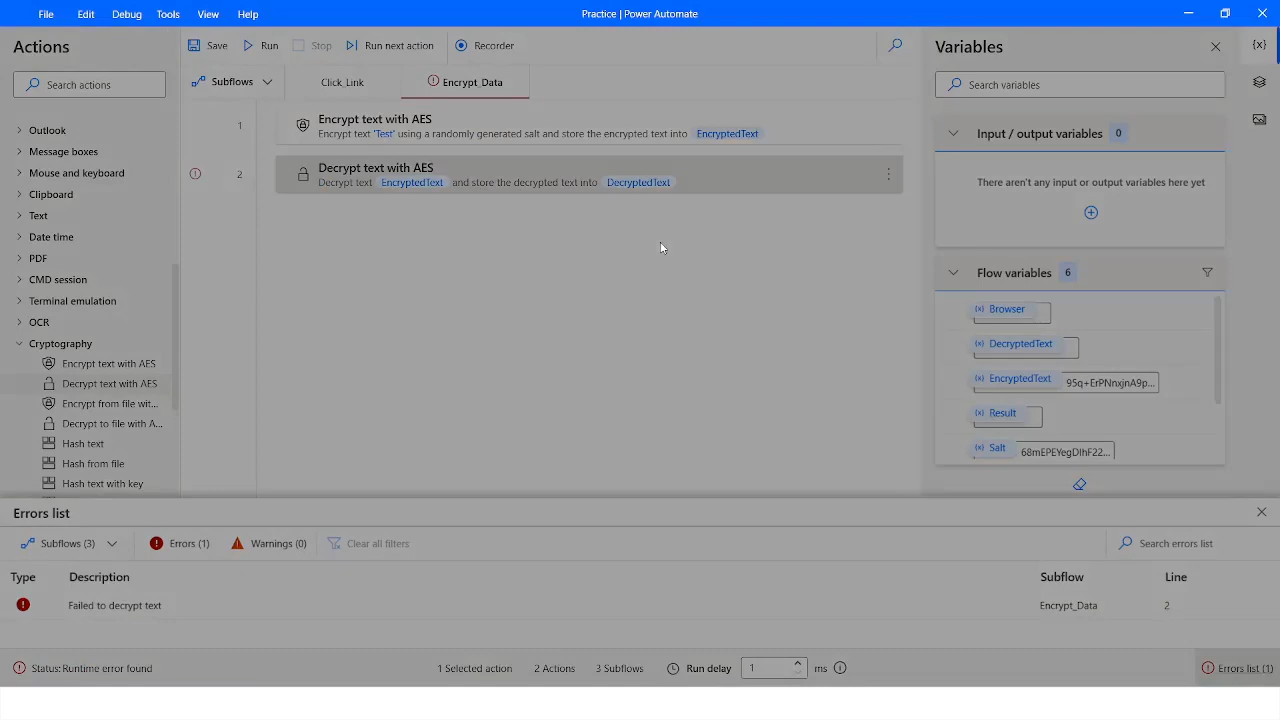 File Edit Debug Tools View Help Practice | Power Automate
Actions Save Run Stop Run next action Recorder Variables {x}
Search actions Subflows Click_Link Encrypt_Data Search variables
Outlook
Message boxes
Mouse and keyboard
Clipboard
Text
Date time
PDF
CMD session
Terminal emulation
OCR
Cryptography
Encrypt text with AES
Decrypt text with AES
Encrypt from file wit...
Decrypt to file with A...
Hash text
Hash from file
Hash text with key
1 Encrypt text with AES
Encrypt text 'Test' using a randomly generated salt and store the encrypted text into EncryptedText
2 Decrypt text with AES
Decrypt text EncryptedText and store the decrypted text into DecryptedText
Input / output variables 0
There aren't any input or output variables here yet
Flow variables 6
{x} Browser
{x} DecryptedText
{x} EncryptedText 95q+ErPNnxjnA9p...
{x} Result
{x} Salt 68mEPEYegDIhF22...
Errors list
Subflows (3) Errors (1) Warnings (0) Clear all filters Search errors list
Type Description Subflow Line
Failed to decrypt text Encrypt_Data 2
Status: Runtime error found 1 Selected action 2 Actions 3 Subflows Run delay 1 ms Errors list (1)